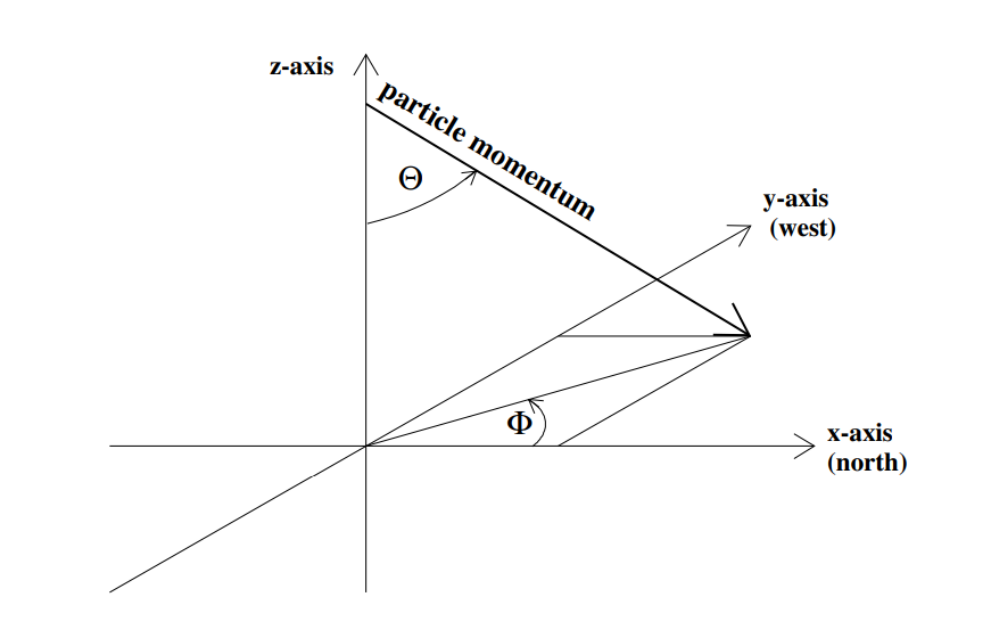 z-axis
particle momentum
Θ
y-axis
(west)
Φ
x-axis
(north)